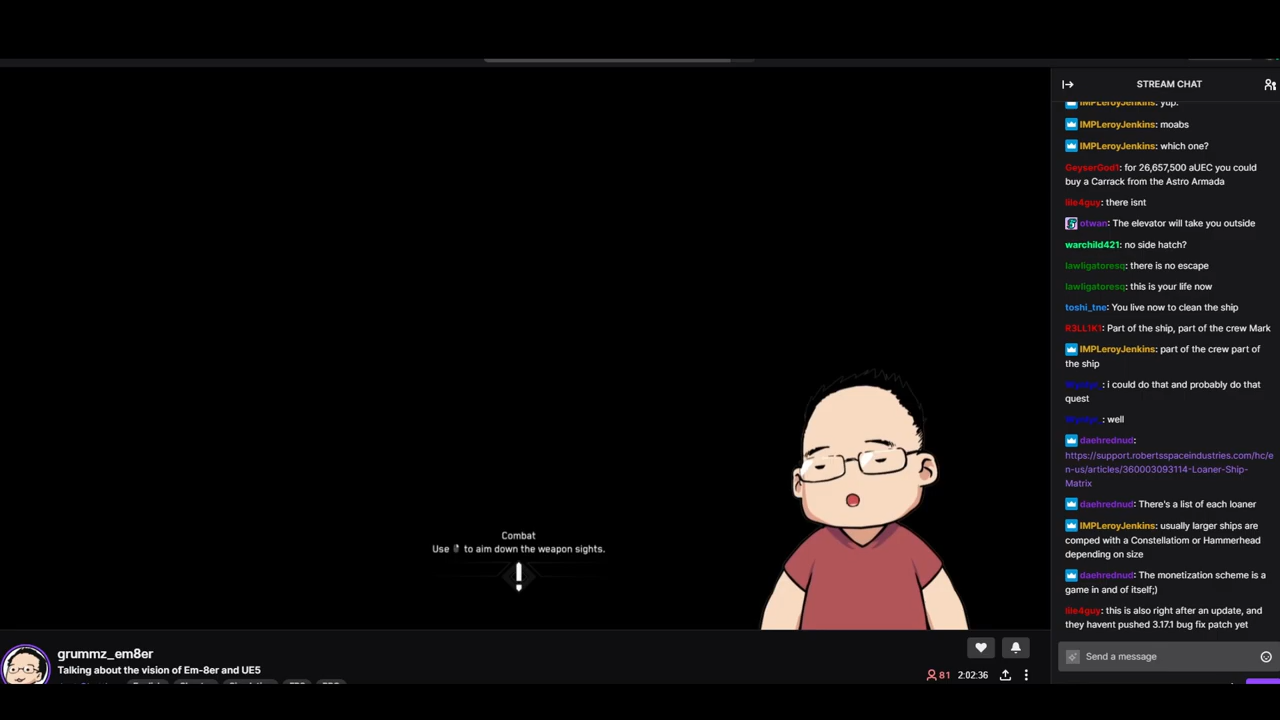 STREAM CHAT
IMPLeroyJenkins: yup.
IMPLeroyJenkins: moabs
IMPLeroyJenkins: which one?
GeyserGod1: for 26,657,500 aUEC you could
buy a Carrack from the Astro Armada
lile4guy: there isnt
otwan: The elevator will take you outside
warchild421: no side hatch?
lawligatoresq: there is no escape
lawligatoresq: this is your life now
toshi_tne: You live now to clean the ship
R3LL1K1: Part of the ship, part of the crew Mark
IMPLeroyJenkins: part of the crew part of
the ship
: i could do that and probably do that
quest
: well
daehrednud:
https://support.robertsspaceindustries.com/hc/e
n-us/articles/360003093114-Loaner-Ship-
Matrix
daehrednud: There's a list of each loaner
IMPLeroyJenkins: usually larger ships are
comped with a Constellatiom or Hammerhead
depending on size
daehrednud: The monetization scheme is a
game in and of itself;)
lile4guy: this is also right after an update, and
they havent pushed 3.17.1 bug fix patch yet
Send a message
Combat
Use to aim down the weapon sights.
grummz_em8er
Talking about the vision of Em-8er and UE5
81 2:02:36